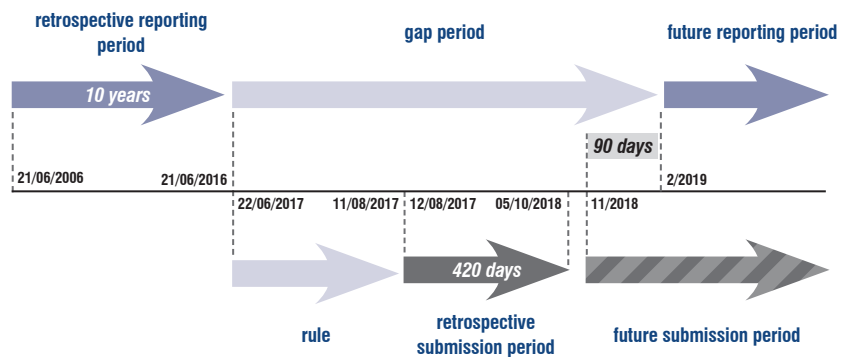 retrospective reporting
period
gap period
future reporting period
10 years
90 days
21/06/2006
21/06/2016
2/2019
22/06/2017
11/08/2017
12/08/2017
05/10/2018
11/2018
420 days
rule
retrospective
submission period
future submission period